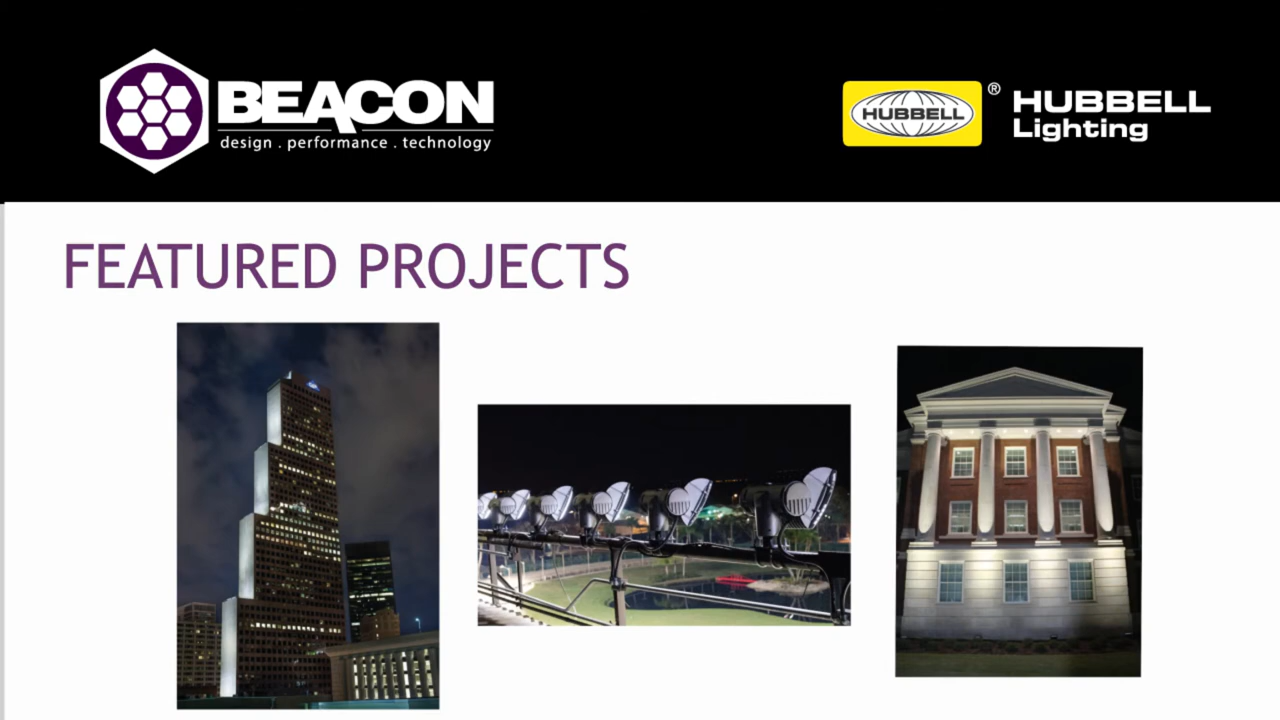 BEACON
design . performance . technology
HUBBELL ®
HUBBELL
Lighting
FEATURED PROJECTS